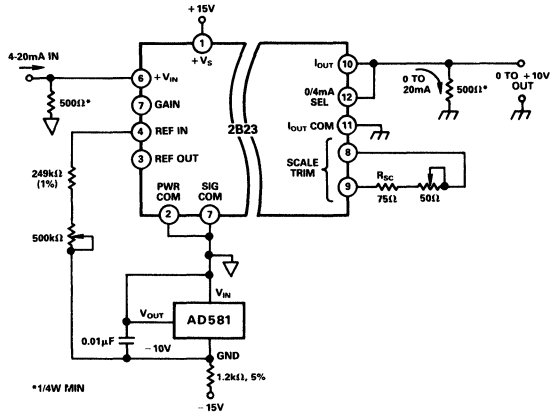 +15V
1
+VS
4-20mA IN
6
+VIN
500Ω*
7
GAIN
4
REF IN
3
REF OUT
249kΩ
(1%)
500kΩ
PWR
COM
SIG
COM
2
7
2B23
IOUT
10
0/4mA
SEL
12
IOUT COM
11
SCALE
TRIM
8
9
0 TO
20mA
500Ω*
0 TO +10V
OUT
RSC
75Ω
50Ω
VIN
VOUT
AD581
0.01μF
−10V
GND
1.2kΩ, 5%
−15V
*1/4W MIN